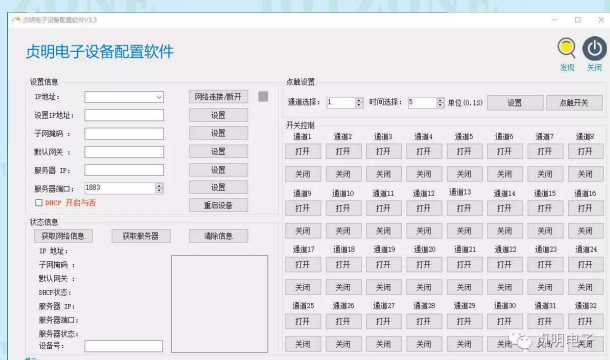 贞明电子设备配置软件V3.3
贞明电子设备配置软件
发现 关闭
设置信息
IP地址： 网络连接/断开
设置IP地址： 设置
子网掩码 ： 设置
默认网关 ： 设置
服务器 IP： 设置
服务器端口： 1883 设置
DHCP 开启与否 重启设备
状态信息
获取网络信息 获取服务器 清除信息
IP 地址：
子网掩码 ：
默认网关 ：
DHCP状态：
服务器 IP：
服务器端口：
服务器状态：
设备号：
点触设置
通道选择： 1 时间选择： 5 单位(0.1S) 设置 点触开关
开关控制
通道1 通道2 通道3 通道4 通道5 通道6 通道7 通道8
打开 打开 打开 打开 打开 打开 打开 打开
关闭 关闭 关闭 关闭 关闭 关闭 关闭 关闭
通道9 通道10 通道11 通道12 通道13 通道14 通道15 通道16
打开 打开 打开 打开 打开 打开 打开 打开
关闭 关闭 关闭 关闭 关闭 关闭 关闭 关闭
通道17 通道18 通道19 通道20 通道21 通道22 通道23 通道24
打开 打开 打开 打开 打开 打开 打开 打开
关闭 关闭 关闭 关闭 关闭 关闭 关闭 关闭
通道25 通道26 通道27 通道28 通道29 通道30 通道31 通道32
打开 打开 打开 打开 打开 打开 打开 打开
关闭 关闭 关闭 关闭 关闭 关闭 关闭 关闭
贞明电子